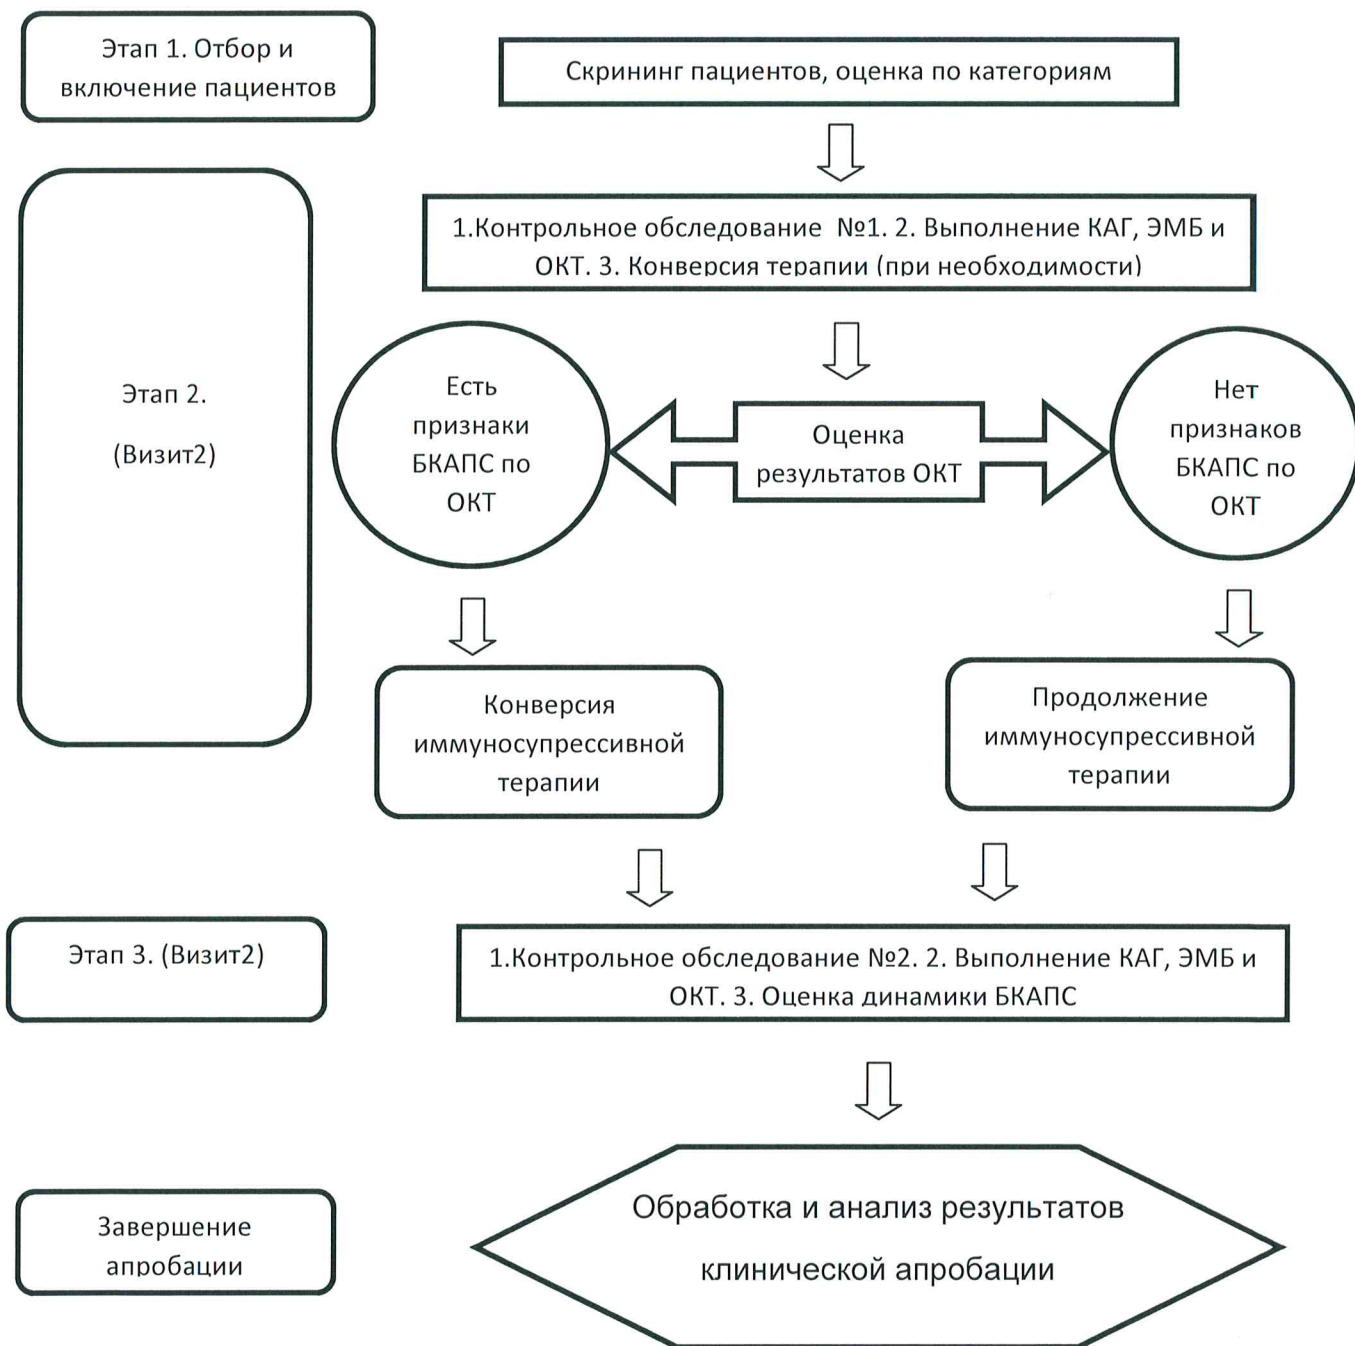 Этап 1. Отбор и
включение пациентов
Скрининг пациентов, оценка по категориям
1.Контрольное обследование №1. 2. Выполнение КАГ, ЭМБ и
ОКТ. 3. Конверсия терапии (при необходимости)
Этап 2.
(Визит2)
Есть
признаки
БКАПС по
ОКТ
Оценка
результатов ОКТ
Нет
признаков
БКАПС по
ОКТ
Конверсия
иммуносупрессивной
терапии
Продолжение
иммуносупрессивной
терапии
Этап 3. (Визит2)
1.Контрольное обследование №2. 2. Выполнение КАГ, ЭМБ и
ОКТ. 3. Оценка динамики БКАПС
Завершение
апробации
Обработка и анализ результатов
клинической апробации